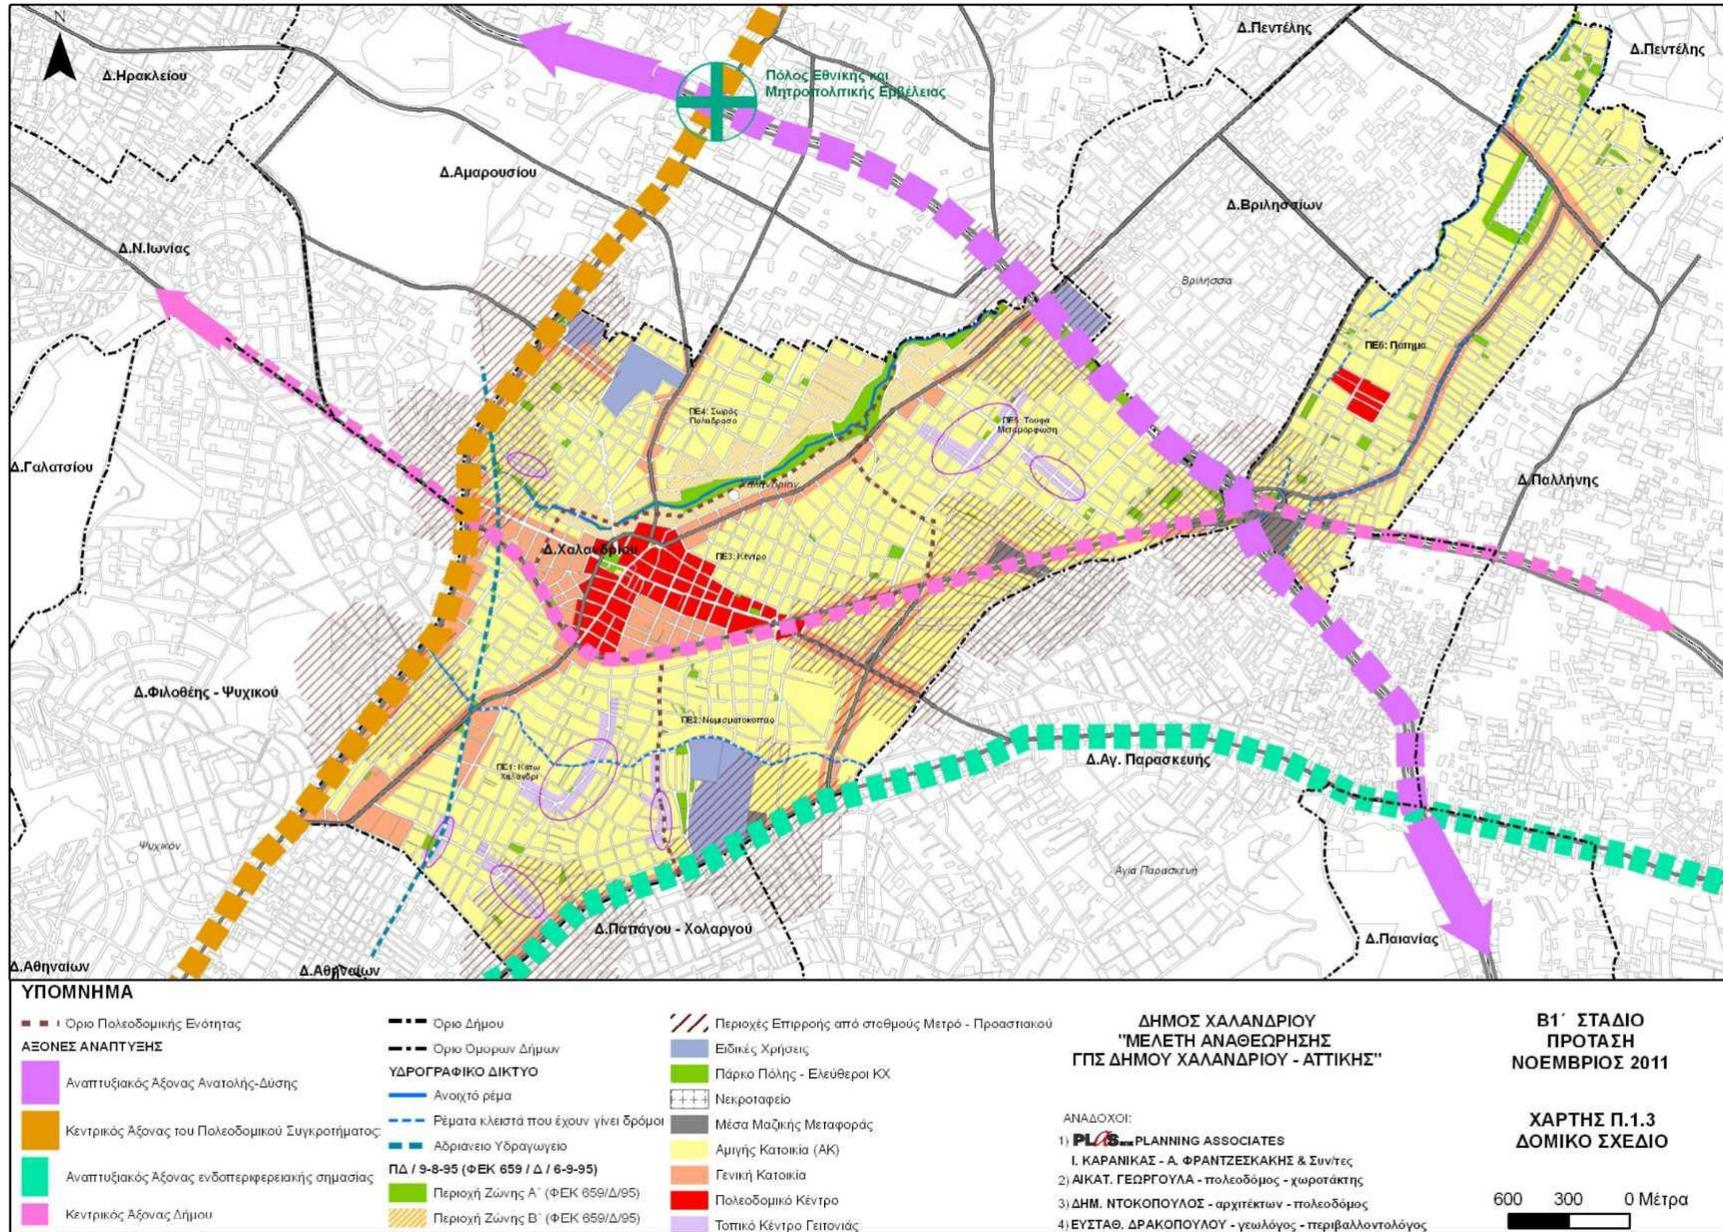 N
Δ.Ηρακλείου
Πόλος Εθνικής και
Μητροπολιτικής Εμβέλειας
Δ.Πεντέλης
Δ.Πεντέλης
Δ.Αμαρουσίου
Δ.Βριλησσίων
Δ.Ν.Ιωνίας
Βριλήσσια
ΠΕ6: Πάτημα
ΠΕ4: Σωρός
Πολύδροσο
ΠΕ5: Τούφα
Μεταμόρφωση
Δ.Γαλατσίου
Χαλάνδριον
Δ.Παλλήνης
Δ.Χαλανδρίου
ΠΕ3: Κέντρο
Δ.Φιλοθέης - Ψυχικού
ΠΕ2: Νομισματοκοπείο
ΠΕ1: Κάτω
Χαλάνδρι
Δ.Αγ. Παρασκευής
Ψυχικόν
Αγία Παρασκευή
Δ.Παπάγου - Χολαργού
Δ.Παιανίας
Δ.Αθηναίων
Δ.Αθηναίων
ΥΠΟΜΝΗΜΑ
Όριο Πολεοδομικής Ενότητας
ΑΞΟΝΕΣ ΑΝΑΠΤΥΞΗΣ
Αναπτυξιακός Άξονας Ανατολής-Δύσης
Κεντρικός Άξονας του Πολεοδομικού Συγκροτήματος
Αναπτυξιακός Άξονας ενδοπεριφερειακής σημασίας
Κεντρικός Άξονας Δήμου
Όριο Δήμου
Όριο Όμορων Δήμων
ΥΔΡΟΓΡΑΦΙΚΟ ΔΙΚΤΥΟ
Ανοιχτό ρέμα
Ρέματα κλειστά που έχουν γίνει δρόμοι
Αδριάνειο Υδραγωγείο
ΠΔ / 9-8-95 (ΦΕΚ 659 / Δ / 6-9-95)
Περιοχή Ζώνης Α΄ (ΦΕΚ 659/Δ/95)
Περιοχή Ζώνης Β΄ (ΦΕΚ 659/Δ/95)
Περιοχές Επιρροής από σταθμούς Μετρό - Προαστιακού
Ειδικές Χρήσεις
Πάρκο Πόλης - Ελεύθεροι ΚΧ
Νεκροταφείο
Μέσα Μαζικής Μεταφοράς
Αμιγής Κατοικία (ΑΚ)
Γενική Κατοικία
Πολεοδομικό Κέντρο
Τοπικό Κέντρο Γειτονιάς
ΔΗΜΟΣ ΧΑΛΑΝΔΡΙΟΥ
"ΜΕΛΕΤΗ ΑΝΑΘΕΩΡΗΣΗΣ
ΓΠΣ ΔΗΜΟΥ ΧΑΛΑΝΔΡΙΟΥ - ΑΤΤΙΚΗΣ"
ΑΝΑΔΟΧΟΙ:
1) PLAS PLANNING ASSOCIATES
Ι. ΚΑΡΑΝΙΚΑΣ - Α. ΦΡΑΝΤΖΕΣΚΑΚΗΣ & Συν/τες
2) ΑΙΚΑΤ. ΓΕΩΡΓΟΥΛΑ - πολεοδόμος - χωροτάκτης
3) ΔΗΜ. ΝΤΟΚΟΠΟΥΛΟΣ - αρχιτέκτων - πολεοδόμος
4) ΕΥΣΤΑΘ. ΔΡΑΚΟΠΟΥΛΟΥ - γεωλόγος - περιβαλλοντολόγος
Β1΄ ΣΤΑΔΙΟ
ΠΡΟΤΑΣΗ
ΝΟΕΜΒΡΙΟΣ 2011
ΧΑΡΤΗΣ Π.1.3
ΔΟΜΙΚΟ ΣΧΕΔΙΟ
600 300 0 Μέτρα